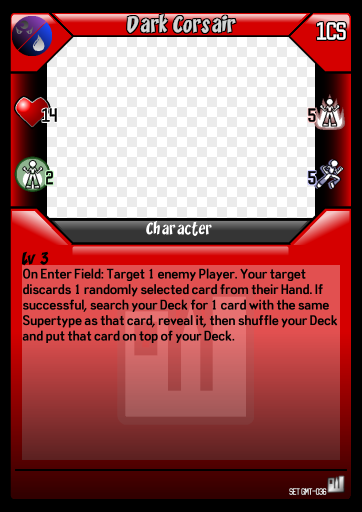 Dark Corsair
1CS
14
5
2
5
Character
Lv 3
On Enter Field: Target 1 enemy Player. Your target
discards 1 randomly selected card from their Hand. If
successful, search your Deck for 1 card with the same
Supertype as that card, reveal it, then shuffle your Deck
and put that card on top of your Deck.
SET GMT-036